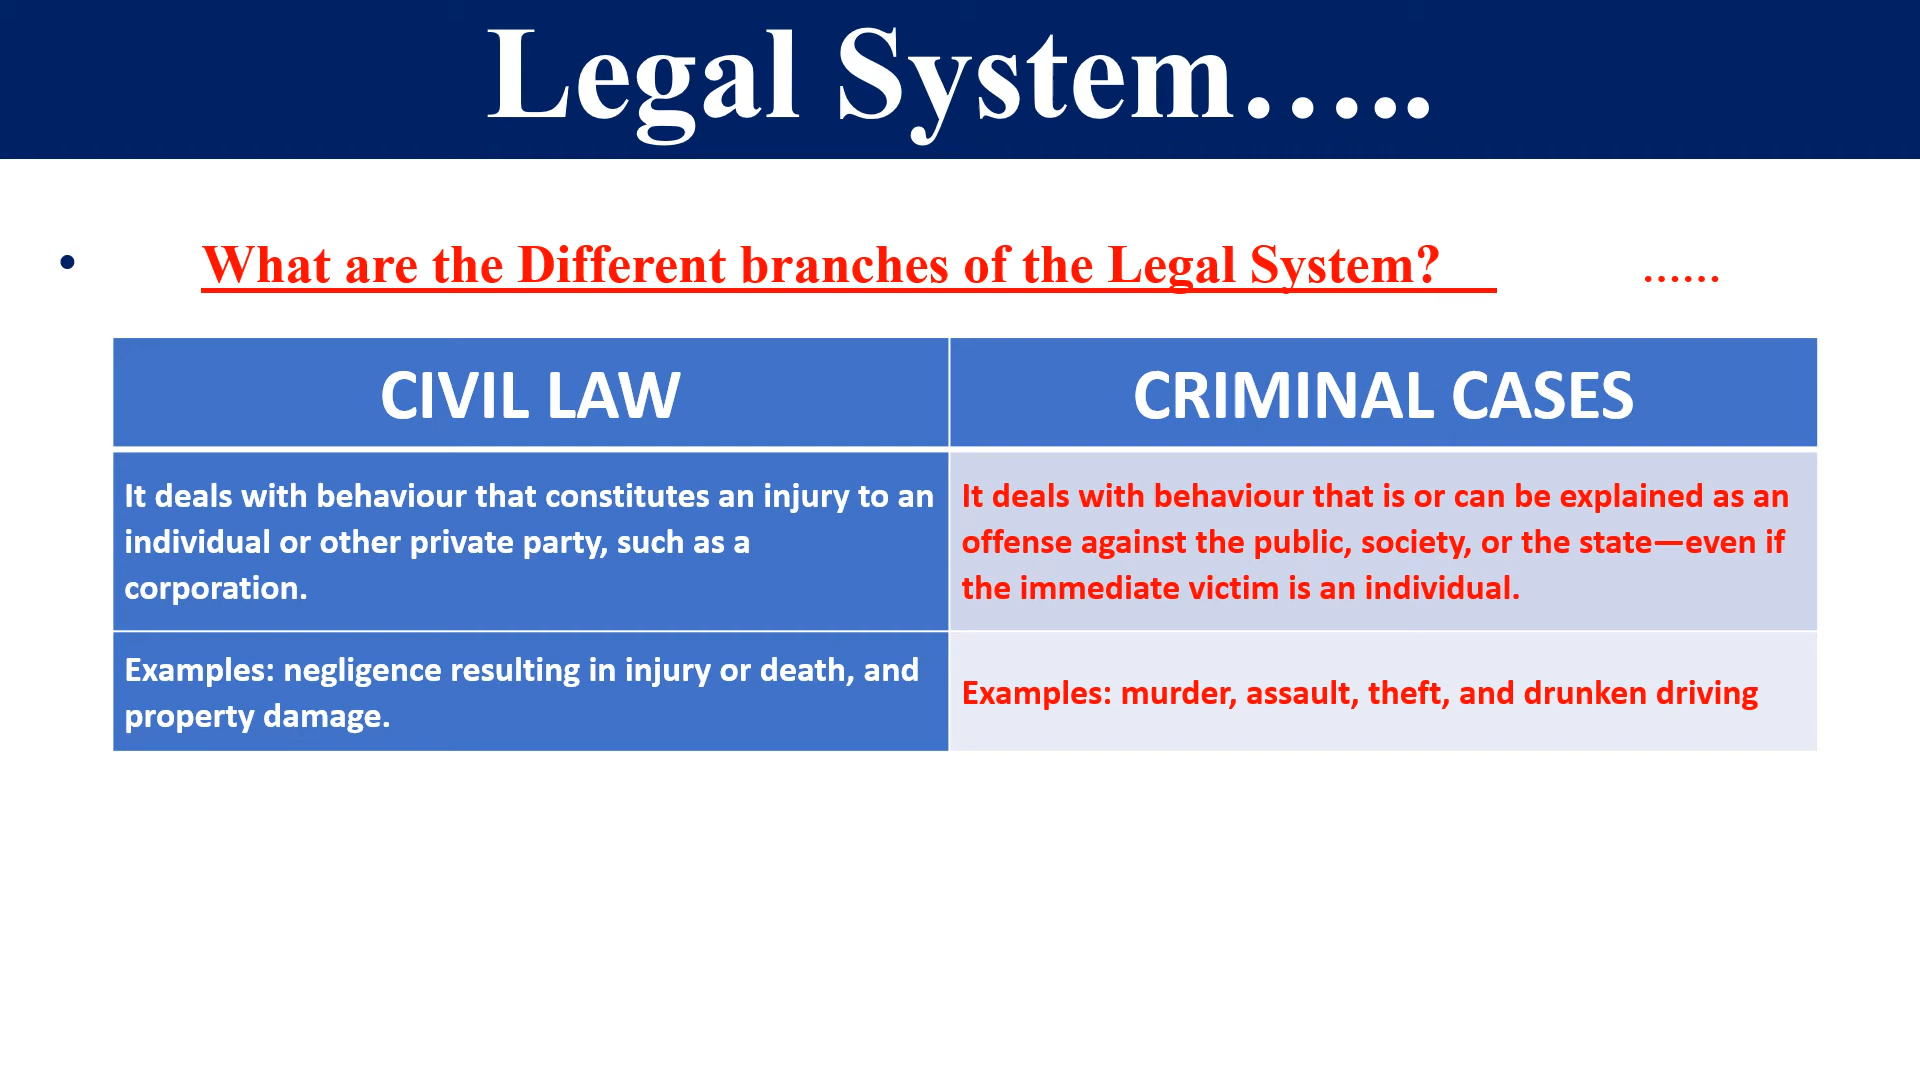 Legal System…..
• What are the Different branches of the Legal System? ……
CIVIL LAW
CRIMINAL CASES
It deals with behaviour that constitutes an injury to an
individual or other private party, such as a
corporation.
It deals with behaviour that is or can be explained as an
offense against the public, society, or the state—even if
the immediate victim is an individual.
Examples: negligence resulting in injury or death, and
property damage.
Examples: murder, assault, theft, and drunken driving